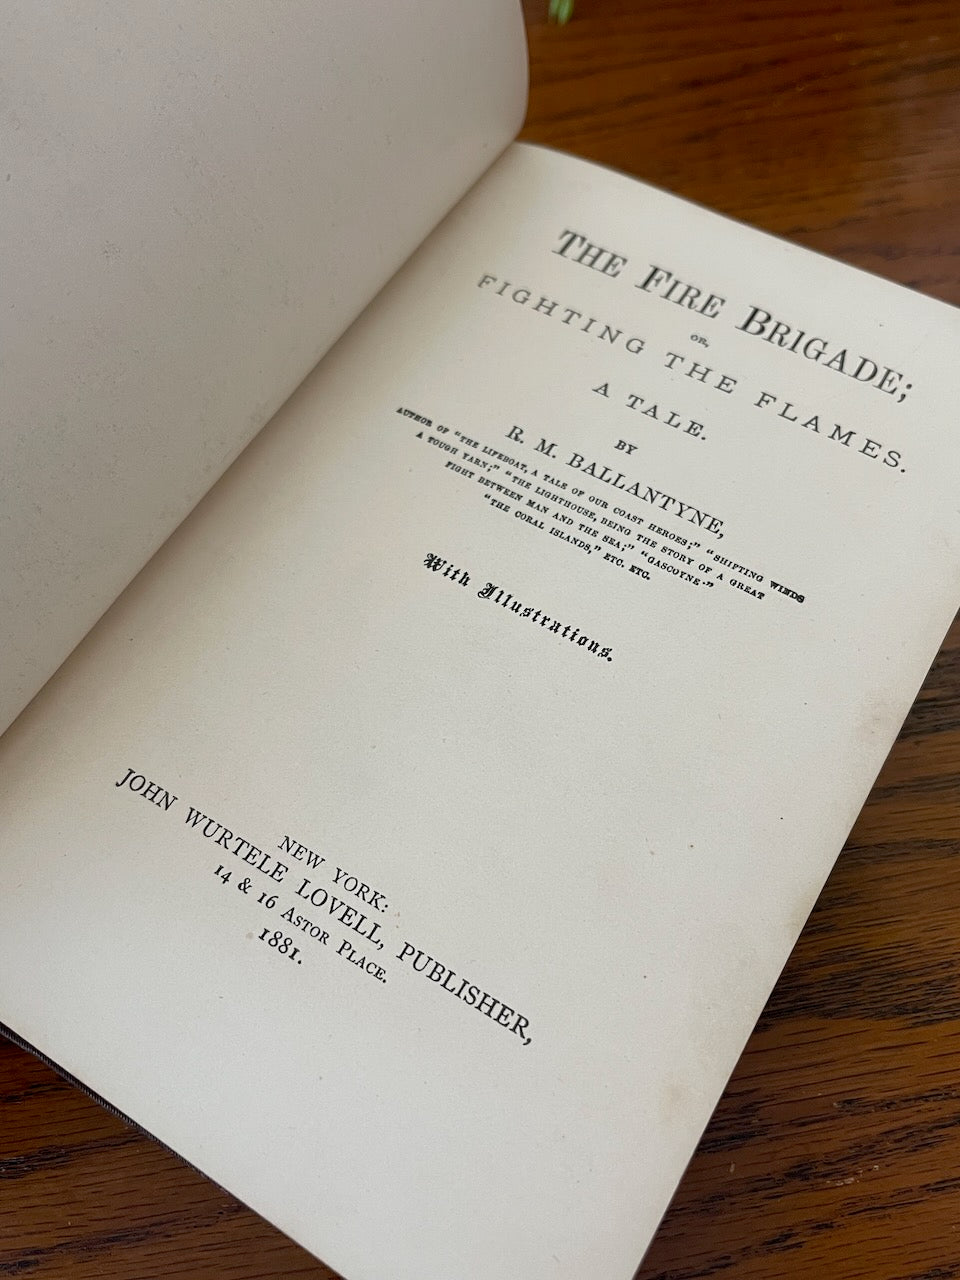 THE FIRE BRIGADE;
OR,
FIGHTING THE FLAMES.
A TALE.
BY
R. M. BALLANTYNE,
AUTHOR OF "THE LIFEBOAT, A TALE OF OUR COAST HEROES;" "SHIFTING WINDS
A TOUGH YARN;" "THE LIGHTHOUSE, BEING THE STORY OF A GREAT
FIGHT BETWEEN MAN AND THE SEA;" "GASCOYNE·"
"THE CORAL ISLANDS," ETC. ETC.
With Illustrations.
NEW YORK:
JOHN WURTELE LOVELL, PUBLISHER,
14 & 16 ASTOR PLACE.
1881.